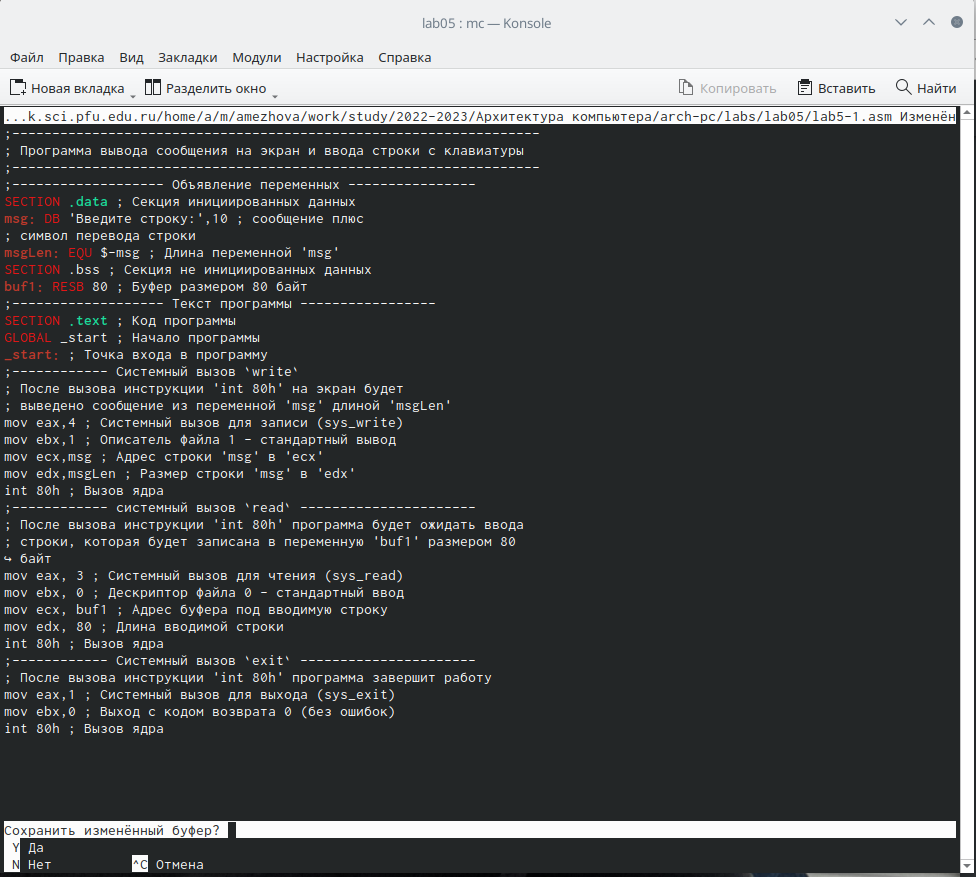 lab05 : mc — Konsole
Файл Правка Вид Закладки Модули Настройка Справка
Новая вкладка Разделить окно Копировать Вставить Найти
...k.sci.pfu.edu.ru/home/a/m/amezhova/work/study/2022-2023/Архитектура компьютера/arch-pc/labs/lab05/lab5-1.asm Изменён
;------------------------------------------------------------------
; Программа вывода сообщения на экран и ввода строки с клавиатуры
;------------------------------------------------------------------
;------------------- Объявление переменных ----------------
SECTION .data ; Секция инициированных данных
msg: DB 'Введите строку:',10 ; сообщение плюс
; символ перевода строки
msgLen: EQU $-msg ; Длина переменной 'msg'
SECTION .bss ; Секция не инициированных данных
buf1: RESB 80 ; Буфер размером 80 байт
;------------------- Текст программы -----------------
SECTION .text ; Код программы
GLOBAL _start ; Начало программы
_start: ; Точка входа в программу
;------------ Системный вызов `write`
; После вызова инструкции 'int 80h' на экран будет
; выведено сообщение из переменной 'msg' длиной 'msgLen'
mov eax,4 ; Системный вызов для записи (sys_write)
mov ebx,1 ; Описатель файла 1 - стандартный вывод
mov ecx,msg ; Адрес строки 'msg' в 'ecx'
mov edx,msgLen ; Размер строки 'msg' в 'edx'
int 80h ; Вызов ядра
;------------ системный вызов `read` ----------------------
; После вызова инструкции 'int 80h' программа будет ожидать ввода
; строки, которая будет записана в переменную 'buf1' размером 80
↪ байт
mov eax, 3 ; Системный вызов для чтения (sys_read)
mov ebx, 0 ; Дескриптор файла 0 - стандартный ввод
mov ecx, buf1 ; Адрес буфера под вводимую строку
mov edx, 80 ; Длина вводимой строки
int 80h ; Вызов ядра
;------------ Системный вызов `exit` ----------------------
; После вызова инструкции 'int 80h' программа завершит работу
mov eax,1 ; Системный вызов для выхода (sys_exit)
mov ebx,0 ; Выход с кодом возврата 0 (без ошибок)
int 80h ; Вызов ядра
Сохранить изменённый буфер?
Y Да
N Нет ^C Отмена